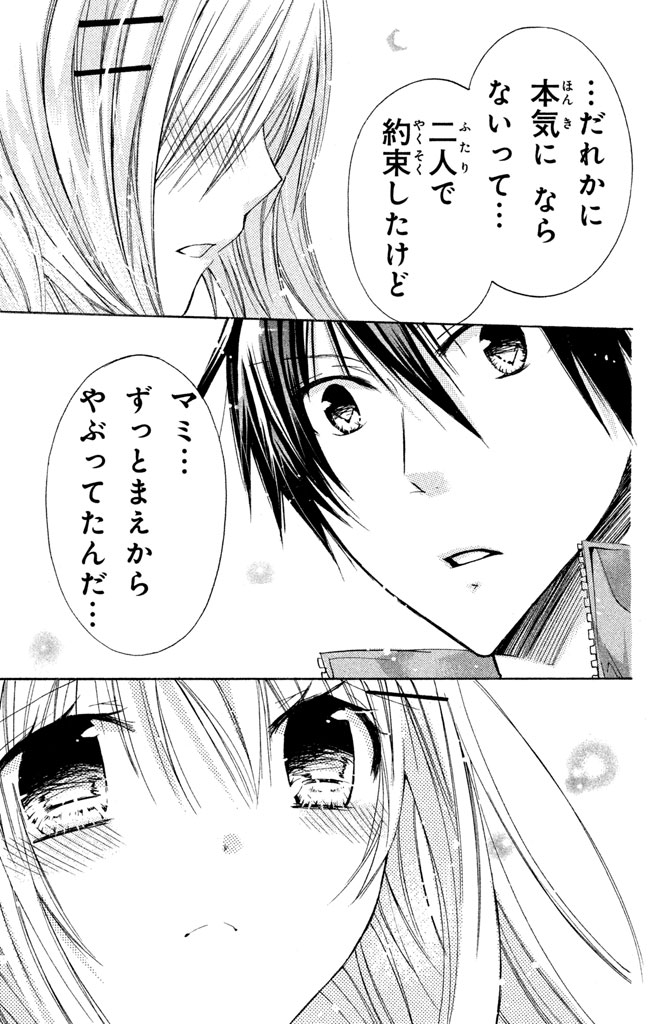 …だれかに
本気に なら
ないって…
二人で
約束したけど
マミ…
ずっとまえから
やぶってたんだ…